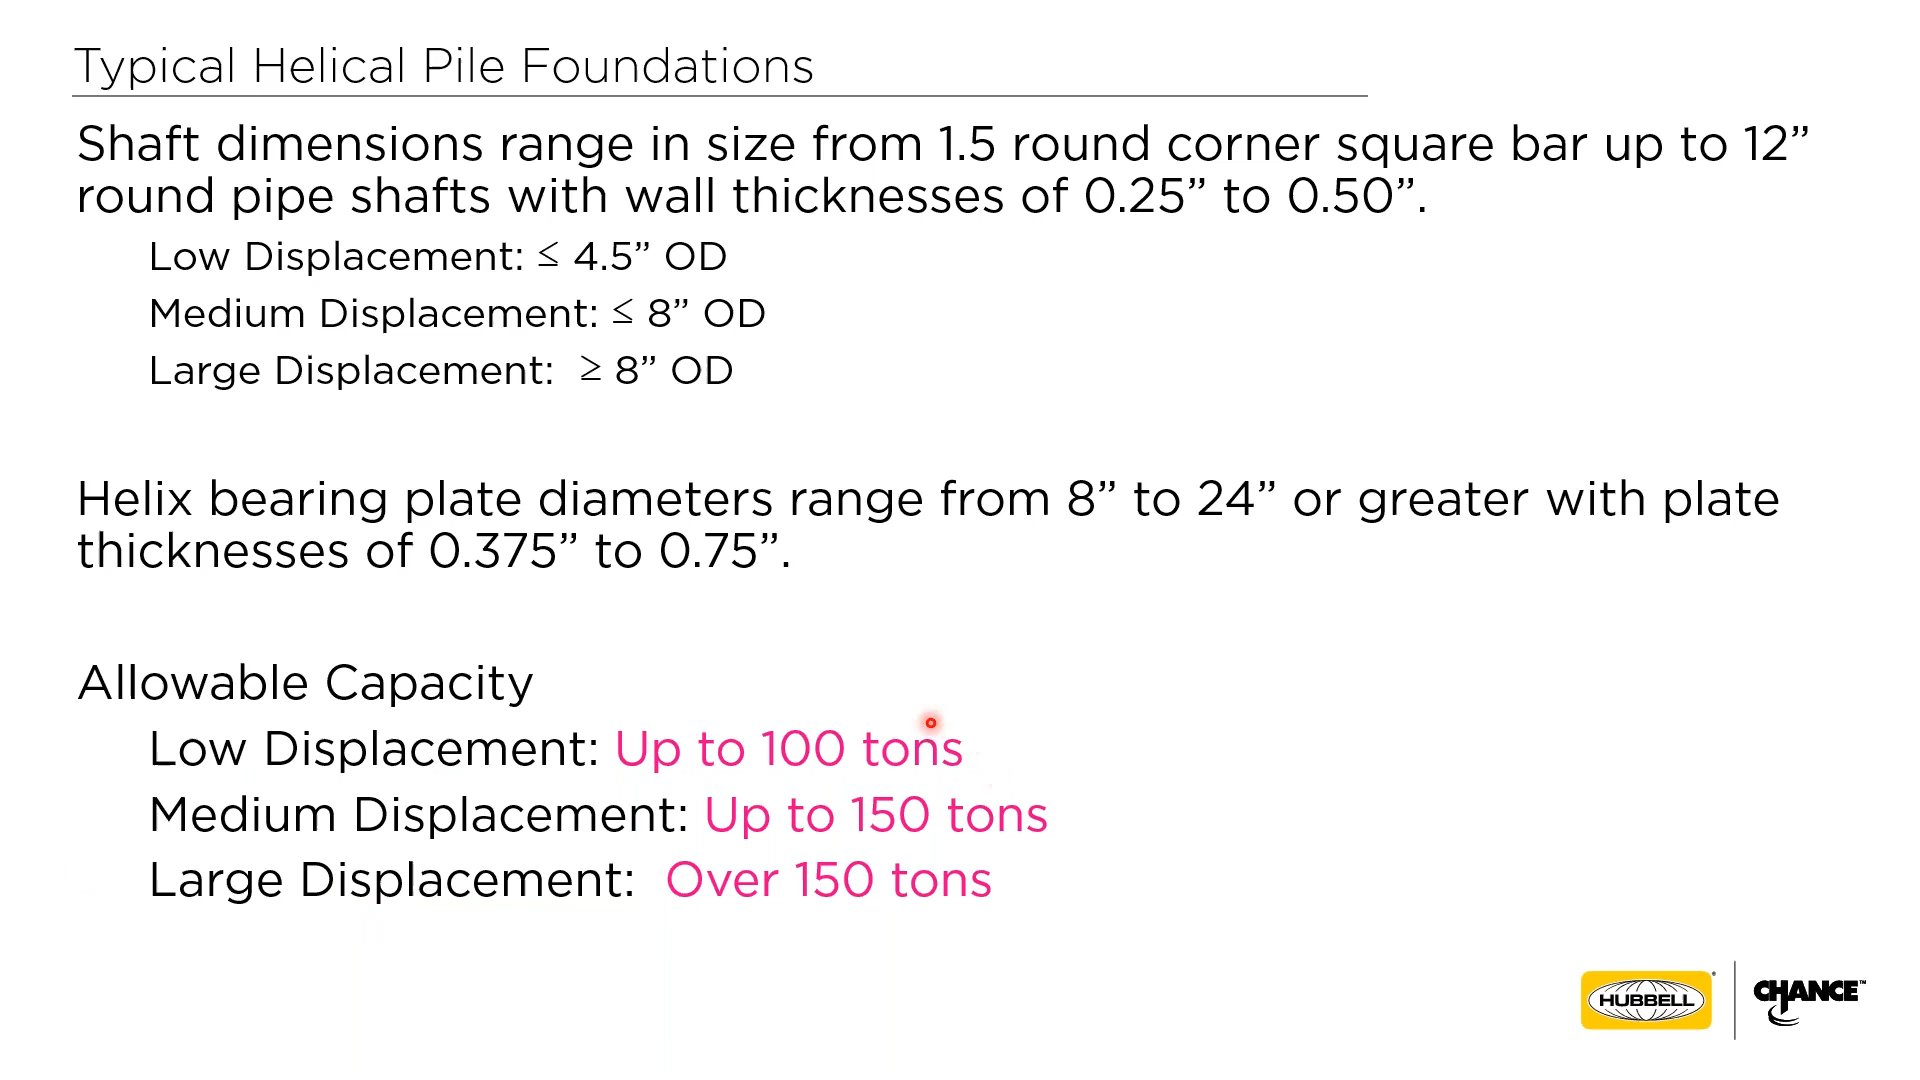 Typical Helical Pile Foundations
Shaft dimensions range in size from 1.5 round corner square bar up to 12”
round pipe shafts with wall thicknesses of 0.25” to 0.50”.
Low Displacement: ≤ 4.5” OD
Medium Displacement: ≤ 8” OD
Large Displacement:  ≥ 8” OD
Helix bearing plate diameters range from 8” to 24” or greater with plate
thicknesses of 0.375” to 0.75”.
Allowable Capacity
Low Displacement: Up to 100 tons
Medium Displacement: Up to 150 tons
Large Displacement:  Over 150 tons
HUBBELL® CHANCE™